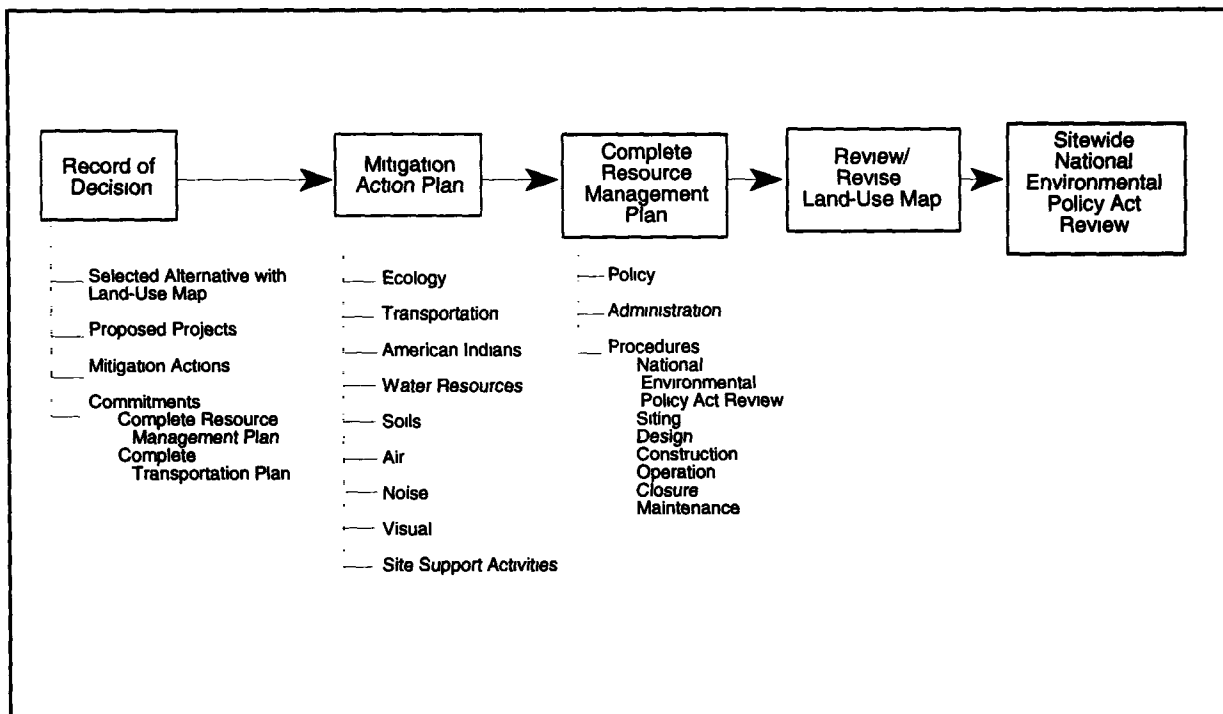 Record of
Decision
Mitigation
Action Plan
Complete
Resource
Management
Plan
Review/
Revise
Land-Use Map
Sitewide
National
Environmental
Policy Act
Review
Selected Alternative with
Land-Use Map
Proposed Projects
Mitigation Actions
Commitments
Complete Resource
Management Plan
Complete
Transportation Plan
Ecology
Transportation
American Indians
Water Resources
Soils
Air
Noise
Visual
Site Support Activities
Policy
Administration
Procedures
National
Environmental
Policy Act Review
Siting
Design
Construction
Operation
Closure
Maintenance